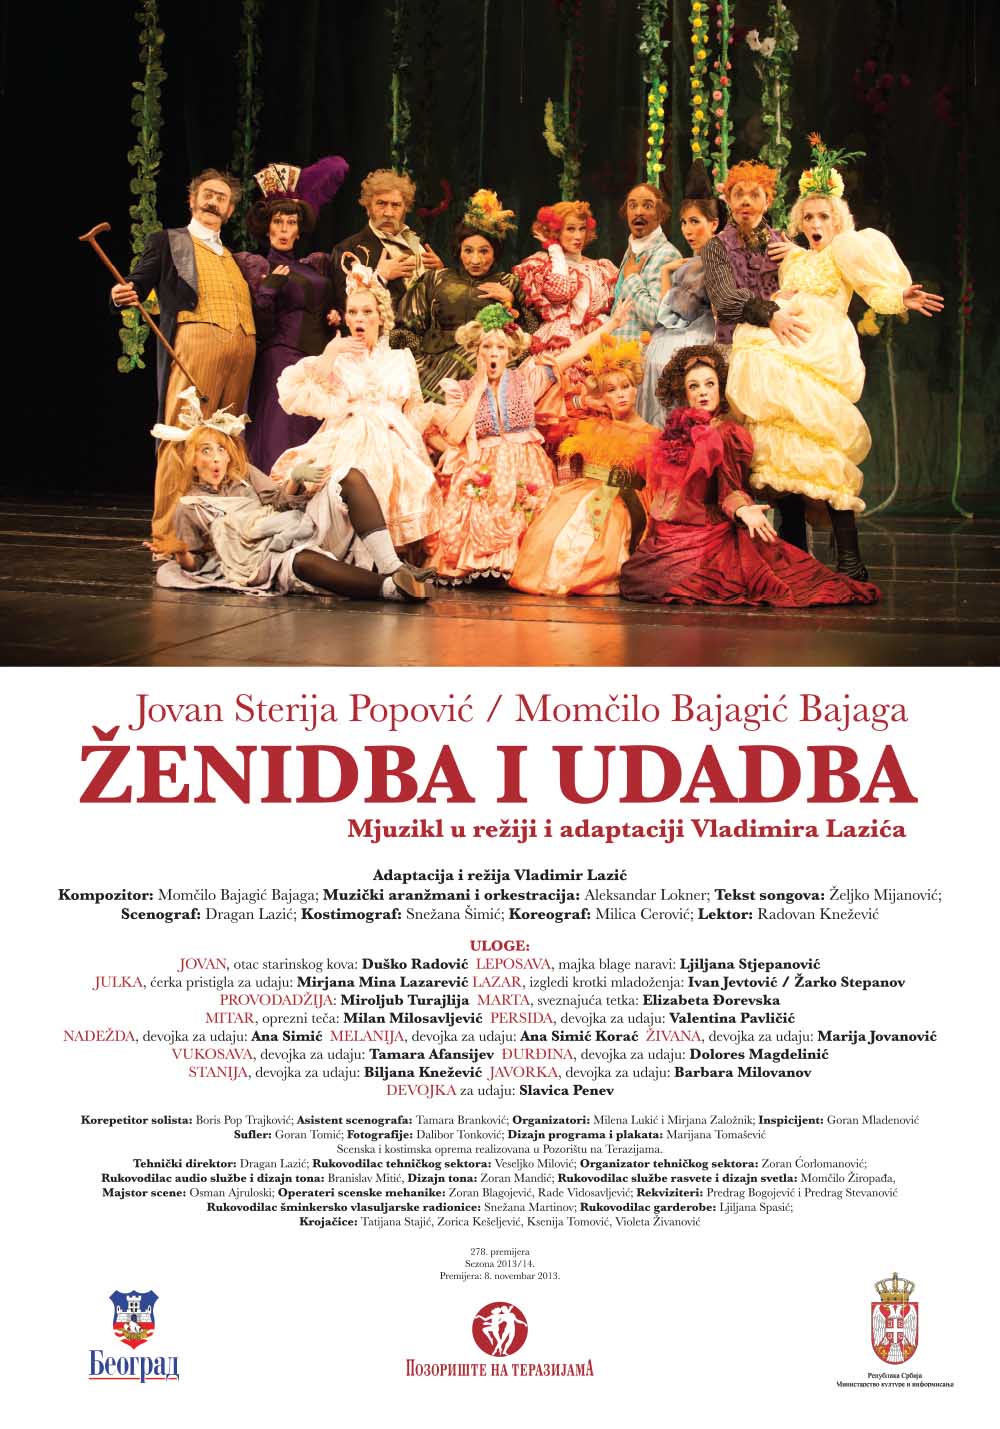 Jovan Sterija Popović / Momčilo Bajagić Bajaga
ŽENIDBA I UDADBA
Mjuzikl u režiji i adaptaciji Vladimira Lazića
Adaptacija i režija Vladimir Lazić
Kompozitor: Momčilo Bajagić Bajaga; Muzički aranžmani i orkestracija: Aleksandar Lokner; Tekst songova: Željko Mijanović;
Scenograf: Dragan Lazić; Kostimograf: Snežana Šimić; Koreograf: Milica Cerović; Lektor: Radovan Knežević
ULOGE:
JOVAN, otac starinskog kova: Duško Radović LEPOSAVA, majka blage naravi: Ljiljana Stjepanović
JULKA, ćerka pristigla za udaju: Mirjana Mina Lazarević LAZAR, izgledi krotki mladoženja: Ivan Jevtović / Žarko Stepanov
PROVODADŽIJA: Miroljub Turajlija MARTA, sveznajuća tetka: Elizabeta Đorevska
MITAR, oprezni teča: Milan Milosavljević PERSIDA, devojka za udaju: Valentina Pavličić
NADEŽDA, devojka za udaju: Ana Simić MELANIJA, devojka za udaju: Ana Simić Korać ŽIVANA, devojka za udaju: Marija Jovanović
VUKOSAVA, devojka za udaju: Tamara Afansijev ĐURĐINA, devojka za udaju: Dolores Magdelinić
STANIJA, devojka za udaju: Biljana Knežević JAVORKA, devojka za udaju: Barbara Milovanov
DEVOJKA za udaju: Slavica Penev
Korepetitor solista: Boris Pop Trajković; Asistent scenografa: Tamara Branković; Organizatori: Milena Lukić i Mirjana Založnik; Inspicijent: Goran Mladenović
Sufler: Goran Tomić; Fotografije: Dalibor Tonković; Dizajn programa i plakata: Marijana Tomašević
Scenska i kostimska oprema realizovana u Pozorištu na Terazijama.
Tehnički direktor: Dragan Lazić; Rukovodilac tehničkog sektora: Veseljko Milović; Organizator tehničkog sektora: Zoran Ćorlomanović;
Rukovodilac audio službe i dizajn tona: Branislav Mitić, Dizajn tona: Zoran Mandić; Rukovodilac službe rasvete i dizajn svetla: Momčilo Žiropađa,
Majstor scene: Osman Ajruloski; Operateri scenske mehanike: Zoran Blagojević, Rade Vidosavljević; Rekviziteri: Predrag Bogojević i Predrag Stevanović
Rukovodilac šminkersko vlasuljarske radionice: Snežana Martinov; Rukovodilac garderobe: Ljiljana Spasić;
Krojačice: Tatijana Stajić, Zorica Kešeljević, Ksenija Tomović, Violeta Živanović
278. premijera
Sezona 2013/14.
Premijera: 8. novembar 2013.
Београд
ПОЗОРИШТЕ НА ТЕРАЗИЈАМА
Република Србија
Министарство културе и информисања